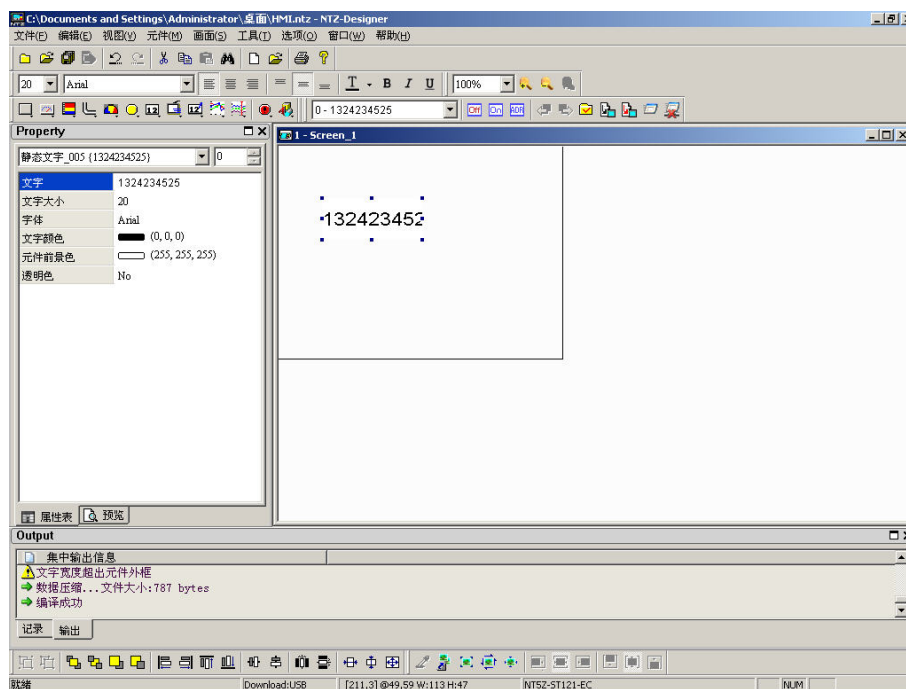 C:\Documents and Settings\Administrator\桌面\HMI.ntz - NTZ-Designer
文件(F) 编辑(E) 视图(V) 元件(M) 画面(S) 工具(T) 选项(O) 窗口(W) 帮助(H)
20 Arial T B I U 100%
0 - 1324234525
Property
1 - Screen_1
静态文字_005 {1324234525} 0
文字 1324234525
文字大小 20
字体 Arial
文字颜色 (0, 0, 0)
元件前景色 (255, 255, 255)
透明色 No
132423452
属性表 预览
Output
集中输出信息
文字宽度超出元件外框
数据压缩...文件大小:787 bytes
编译成功
记录 输出
就绪 Download:USB [211,3] @49,59 W:113 H:47 NT5Z-ST121-EC NUM